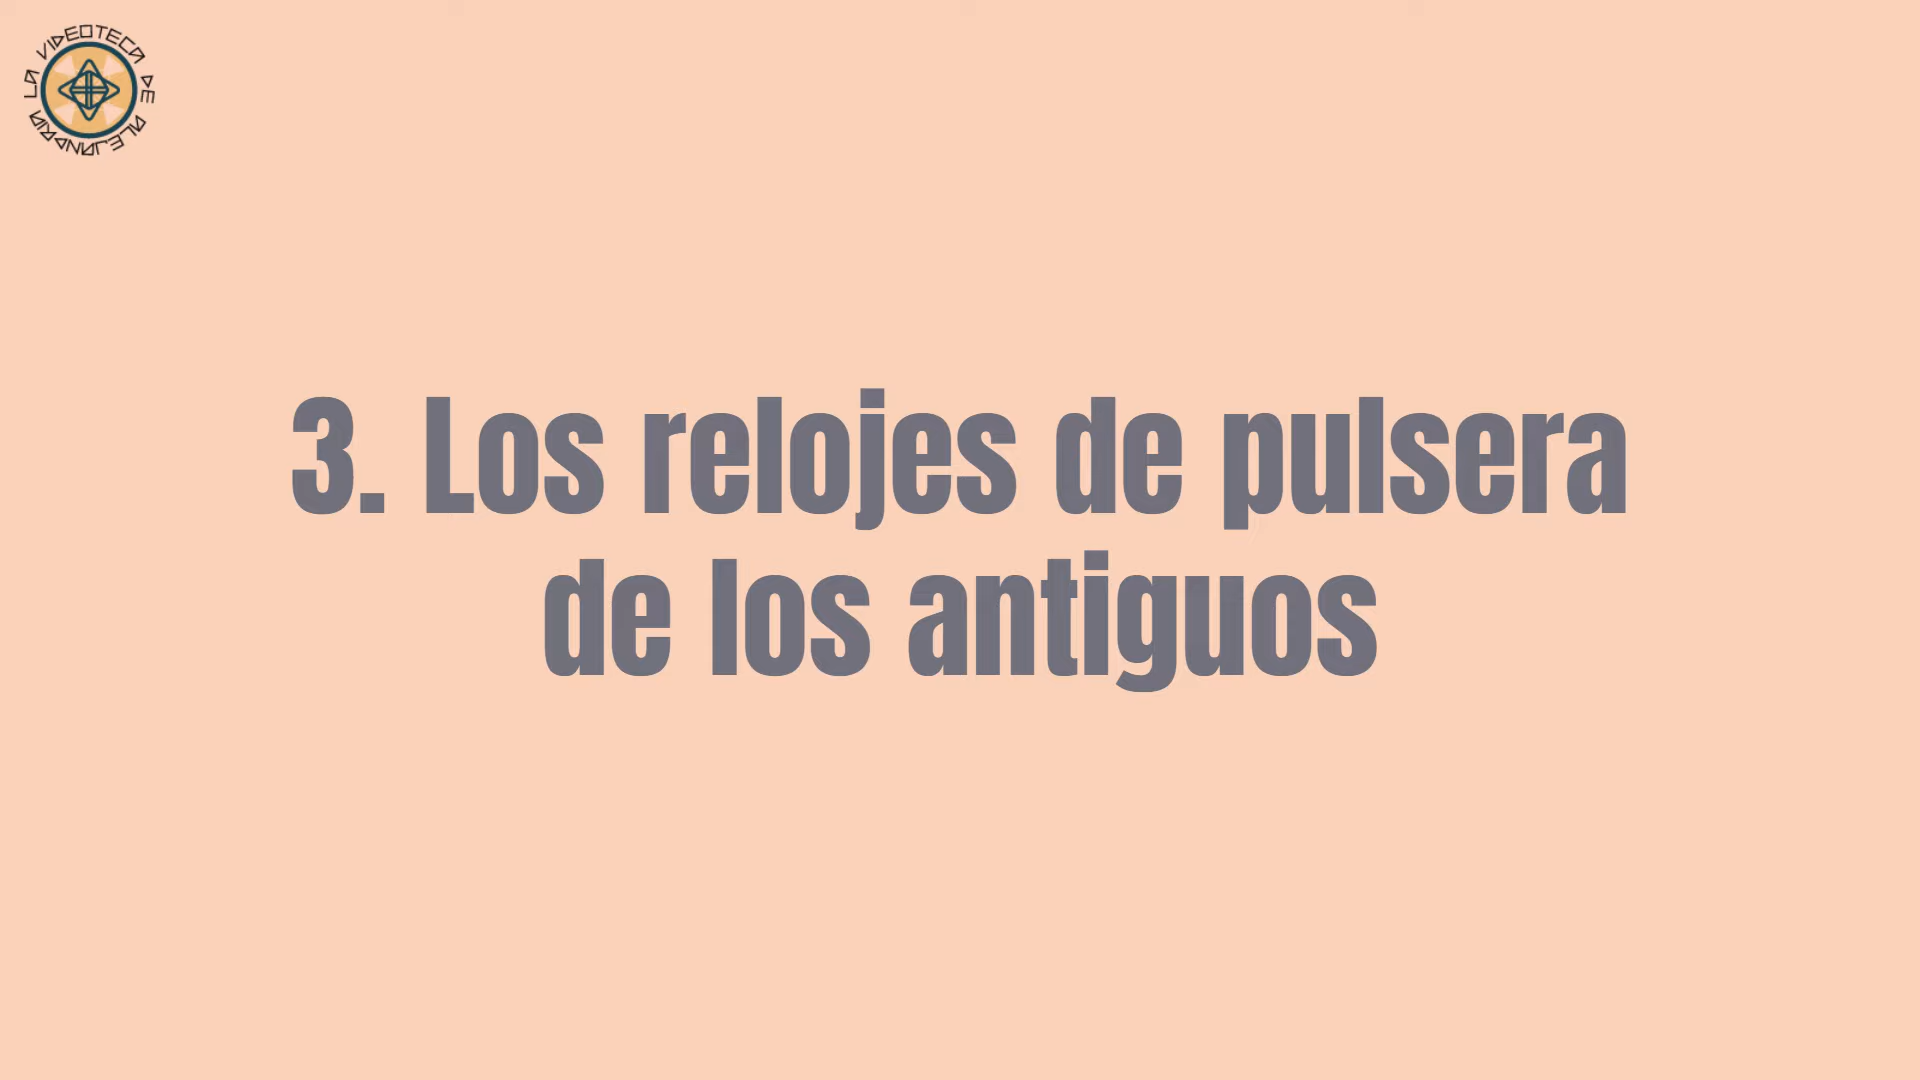 LA VIDEOTECA DE ALEJANDRÍA
3. Los relojes de pulsera
de los antiguos